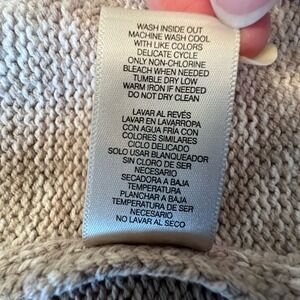 WASH INSIDE OUT
MACHINE WASH COOL
WITH LIKE COLORS
DELICATE CYCLE
ONLY NON-CHLORINE
BLEACH WHEN NEEDED
TUMBLE DRY LOW
WARM IRON IF NEEDED
DO NOT DRY CLEAN
LAVAR AL REVÉS
LAVAR EN LAVARROPA
CON AGUA FRÍA CON
COLORES SIMILARES
CICLO DELICADO
SOLO USAR BLANQUEADOR
SIN CLORO DE SER
NECESARIO
SECADORA A BAJA
TEMPERATURA
PLANCHAR A BAJA
TEMPERATURA DE SER
NECESARIO
NO LAVAR AL SECO